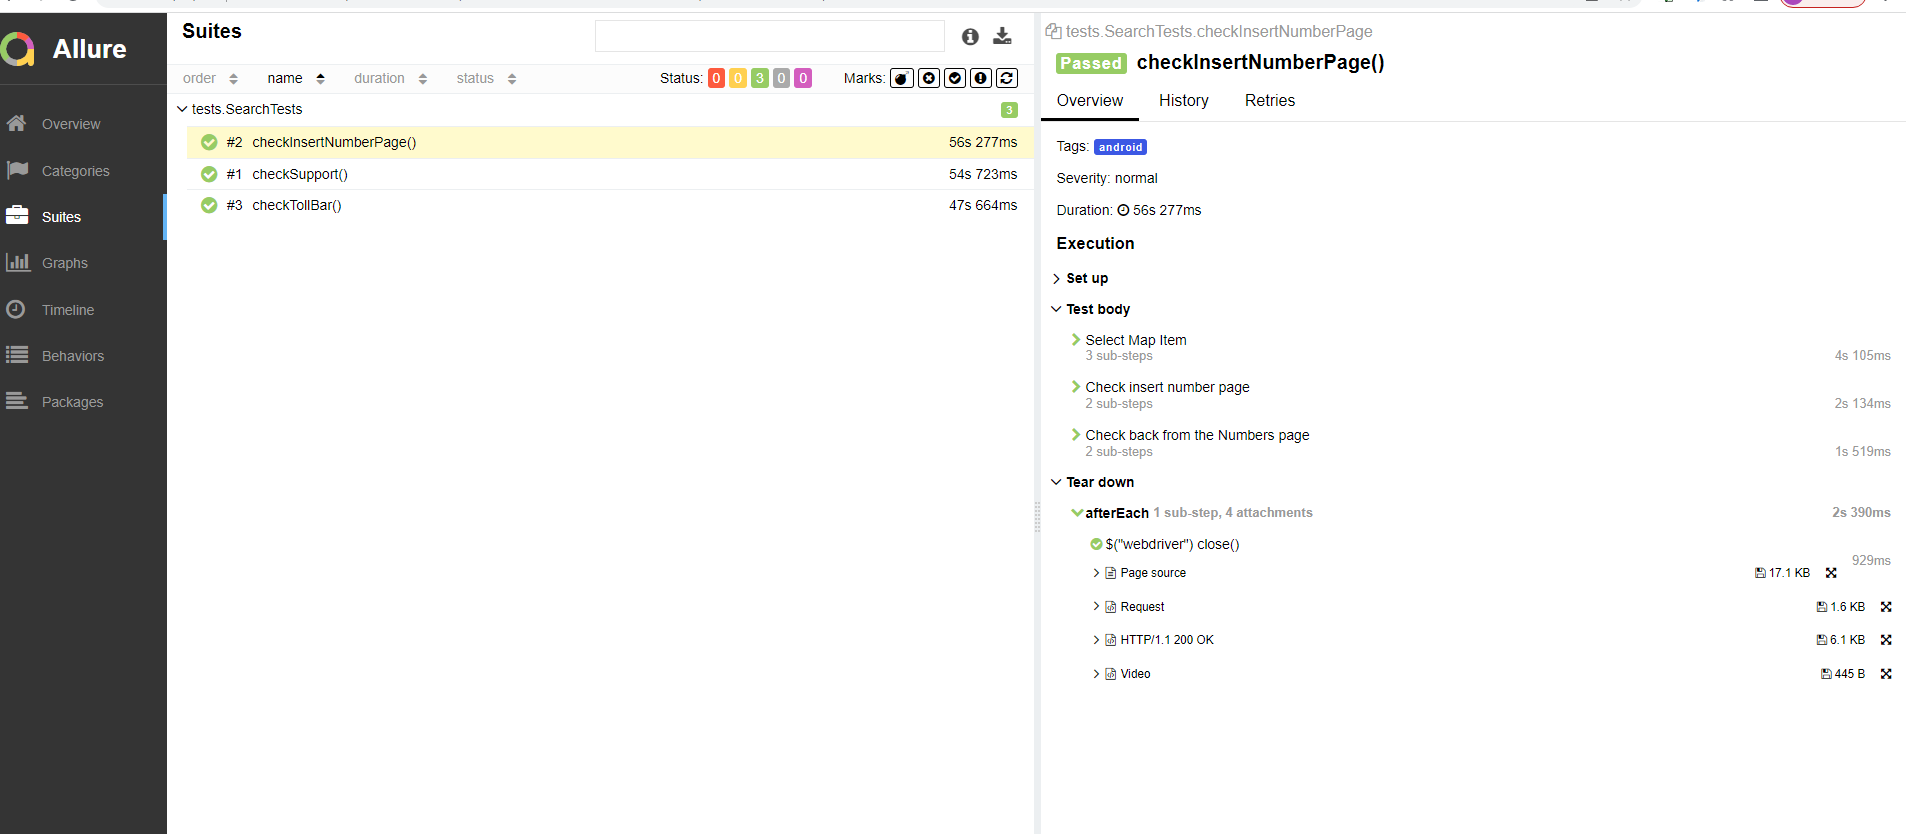 Allure
Overview
Categories
Suites
Graphs
Timeline
Behaviors
Packages
Suites
order name duration status Status: 0 0 3 0 0 Marks:
tests.SearchTests 3
#2 checkInsertNumberPage() 56s 277ms
#1 checkSupport() 54s 723ms
#3 checkTollBar() 47s 664ms
tests.SearchTests.checkInsertNumberPage
Passed checkInsertNumberPage()
Overview History Retries
Tags: android
Severity: normal
Duration: 56s 277ms
Execution
Set up
Test body
Select Map Item
3 sub-steps 4s 105ms
Check insert number page
2 sub-steps 2s 134ms
Check back from the Numbers page
2 sub-steps 1s 519ms
Tear down
afterEach 1 sub-step, 4 attachments 2s 390ms
$("webdriver") close()
929ms
Page source 17.1 KB
Request 1.6 KB
HTTP/1.1 200 OK 6.1 KB
Video 445 B